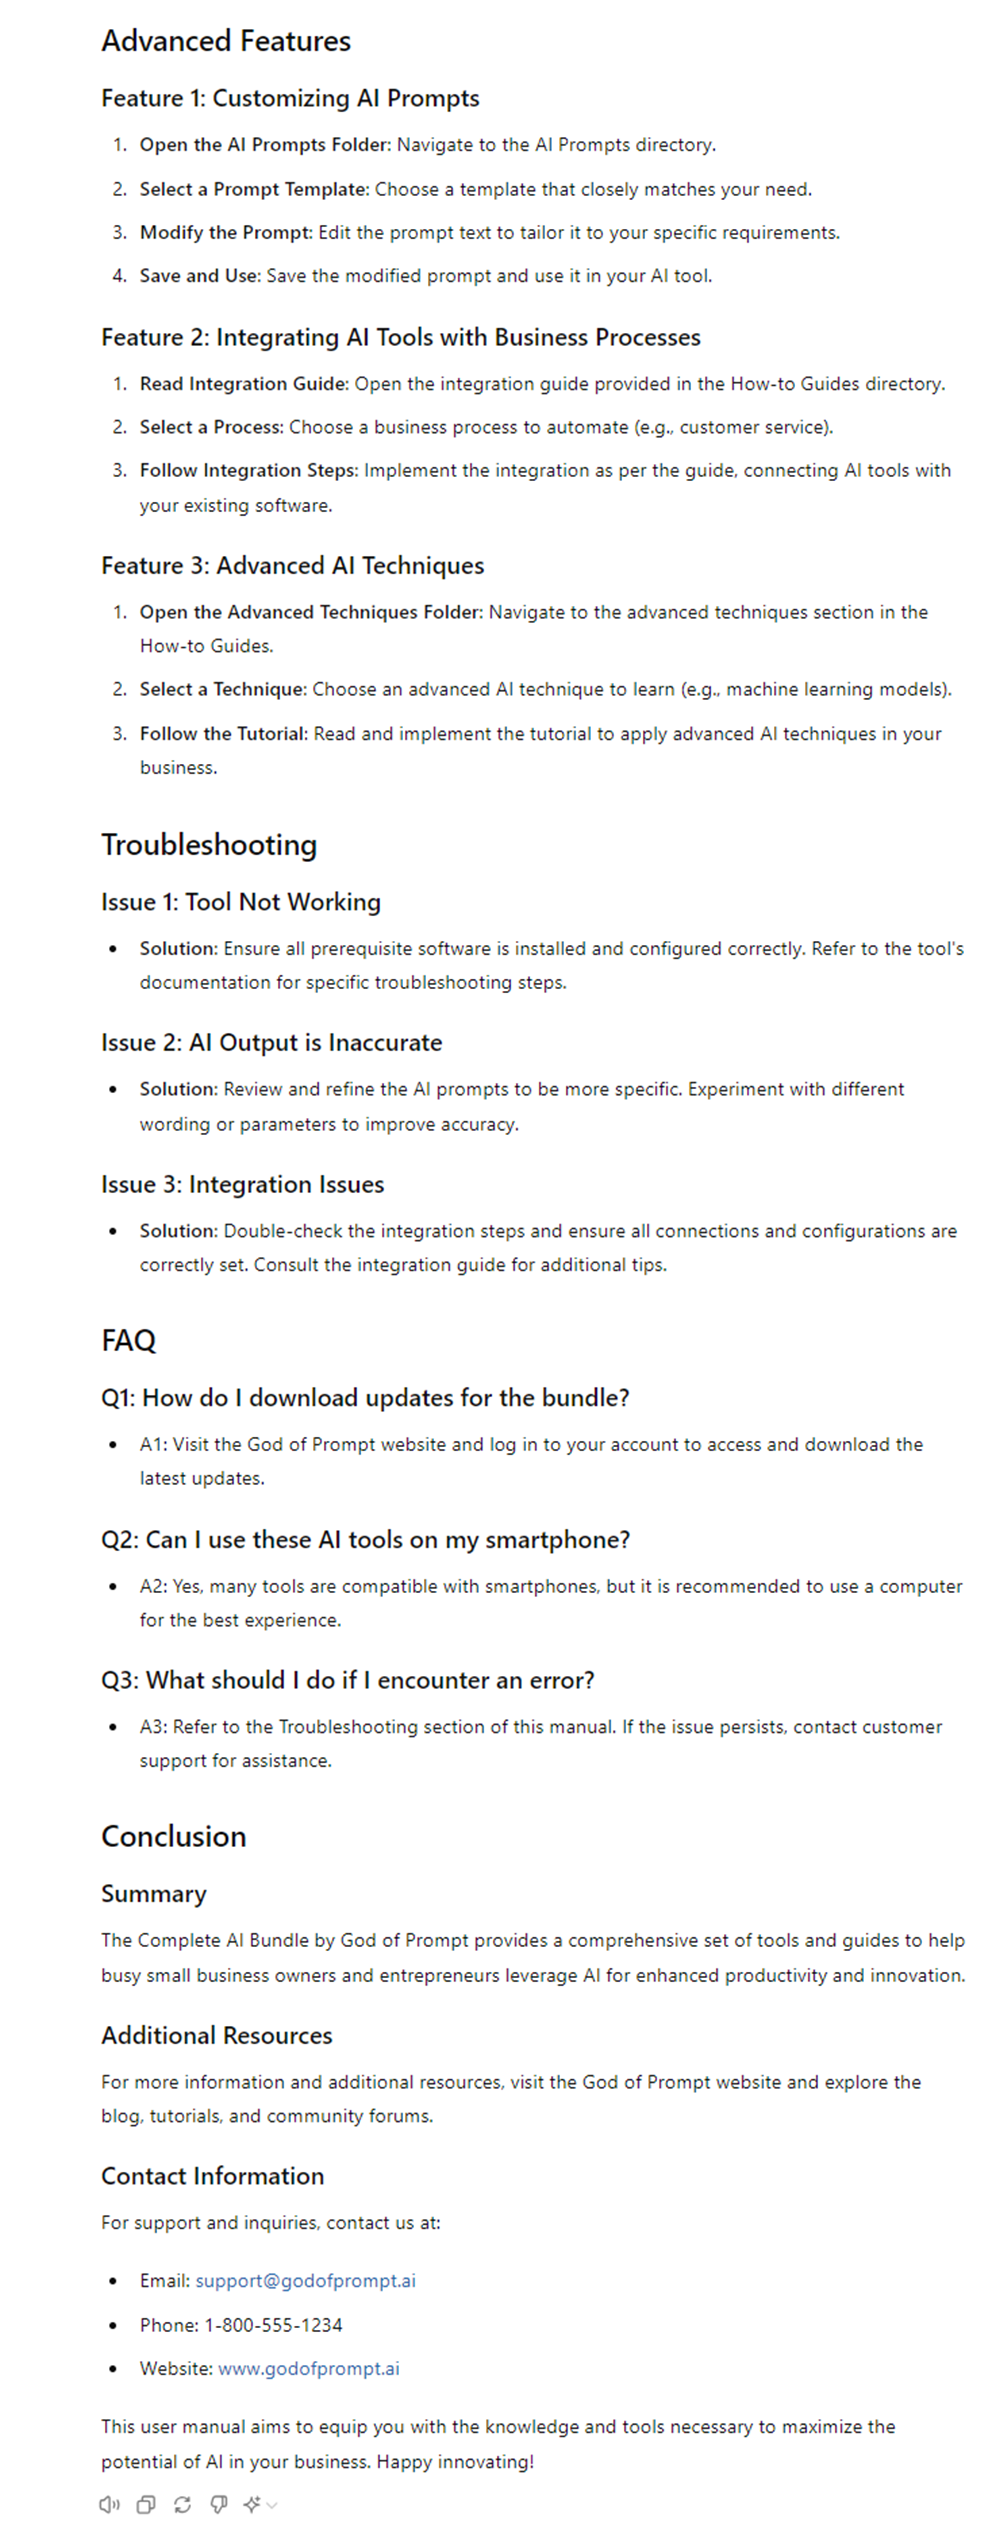 Advanced Features
Feature 1: Customizing AI Prompts
1. Open the AI Prompts Folder: Navigate to the AI Prompts directory.
2. Select a Prompt Template: Choose a template that closely matches your need.
3. Modify the Prompt: Edit the prompt text to tailor it to your specific requirements.
4. Save and Use: Save the modified prompt and use it in your AI tool.
Feature 2: Integrating AI Tools with Business Processes
1. Read Integration Guide: Open the integration guide provided in the How-to Guides directory.
2. Select a Process: Choose a business process to automate (e.g., customer service).
3. Follow Integration Steps: Implement the integration as per the guide, connecting AI tools with
your existing software.
Feature 3: Advanced AI Techniques
1. Open the Advanced Techniques Folder: Navigate to the advanced techniques section in the
How-to Guides.
2. Select a Technique: Choose an advanced AI technique to learn (e.g., machine learning models).
3. Follow the Tutorial: Read and implement the tutorial to apply advanced AI techniques in your
business.
Troubleshooting
Issue 1: Tool Not Working
• Solution: Ensure all prerequisite software is installed and configured correctly. Refer to the tool's
documentation for specific troubleshooting steps.
Issue 2: AI Output is Inaccurate
• Solution: Review and refine the AI prompts to be more specific. Experiment with different
wording or parameters to improve accuracy.
Issue 3: Integration Issues
• Solution: Double-check the integration steps and ensure all connections and configurations are
correctly set. Consult the integration guide for additional tips.
FAQ
Q1: How do I download updates for the bundle?
• A1: Visit the God of Prompt website and log in to your account to access and download the
latest updates.
Q2: Can I use these AI tools on my smartphone?
• A2: Yes, many tools are compatible with smartphones, but it is recommended to use a computer
for the best experience.
Q3: What should I do if I encounter an error?
• A3: Refer to the Troubleshooting section of this manual. If the issue persists, contact customer
support for assistance.
Conclusion
Summary
The Complete AI Bundle by God of Prompt provides a comprehensive set of tools and guides to help
busy small business owners and entrepreneurs leverage AI for enhanced productivity and innovation.
Additional Resources
For more information and additional resources, visit the God of Prompt website and explore the
blog, tutorials, and community forums.
Contact Information
For support and inquiries, contact us at:
• Email: support@godofprompt.ai
• Phone: 1-800-555-1234
• Website: www.godofprompt.ai
This user manual aims to equip you with the knowledge and tools necessary to maximize the
potential of AI in your business. Happy innovating!